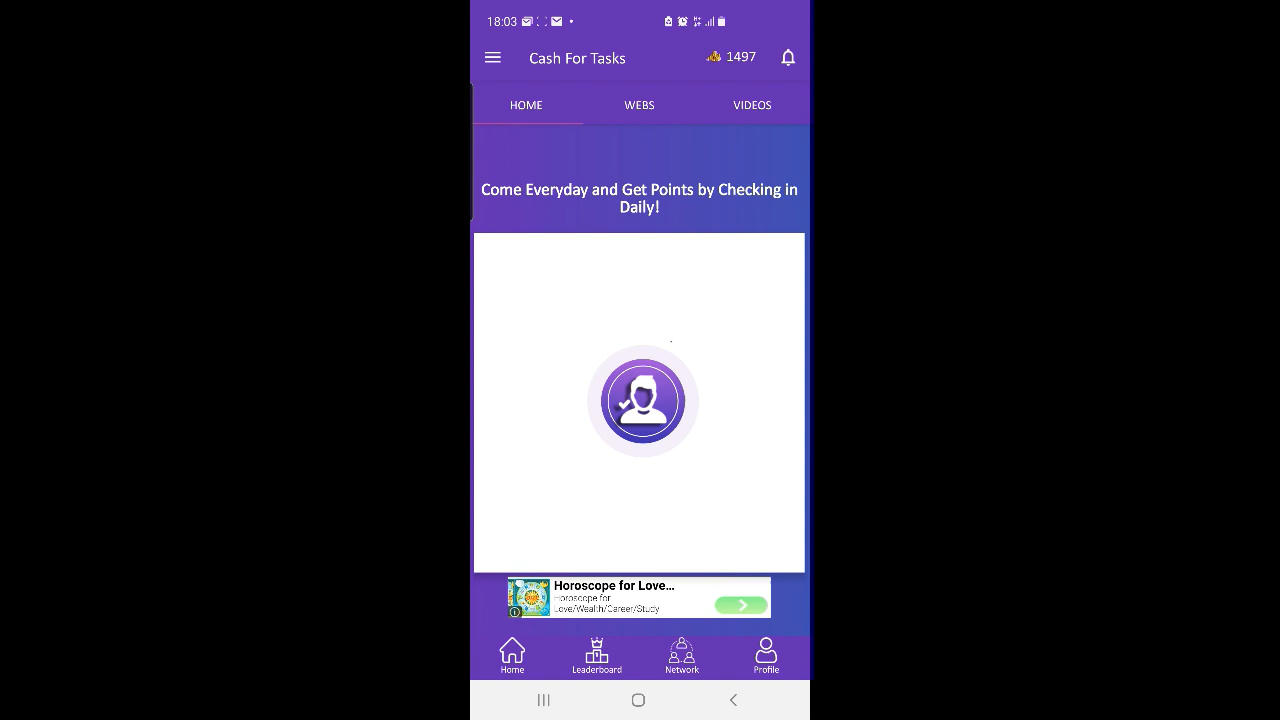 18:03
Cash For Tasks
1497
HOME
WEBS
VIDEOS
Come Everyday and Get Points by Checking in
Daily!
Horoscope for Love...
Horoscope for
Love/Wealth/Career/Study
Home
Leaderboard
Network
Profile